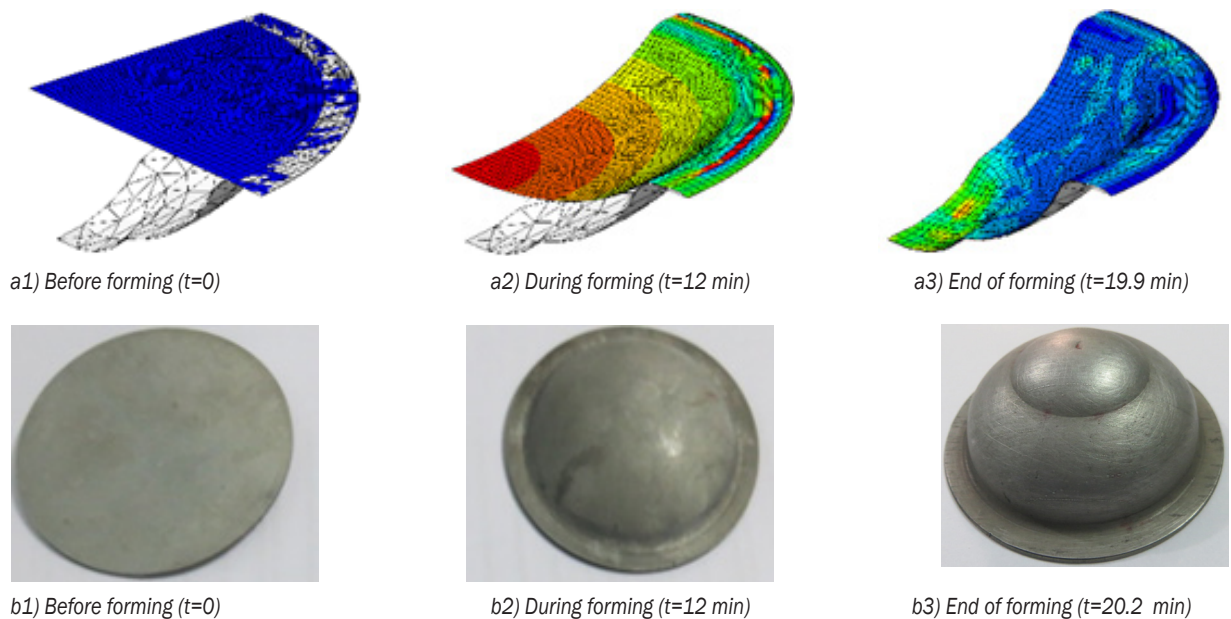 a1) Before forming (t=0)
a2) During forming (t=12 min)
a3) End of forming (t=19.9 min)
b1) Before forming (t=0)
b2) During forming (t=12 min)
b3) End of forming (t=20.2 min)